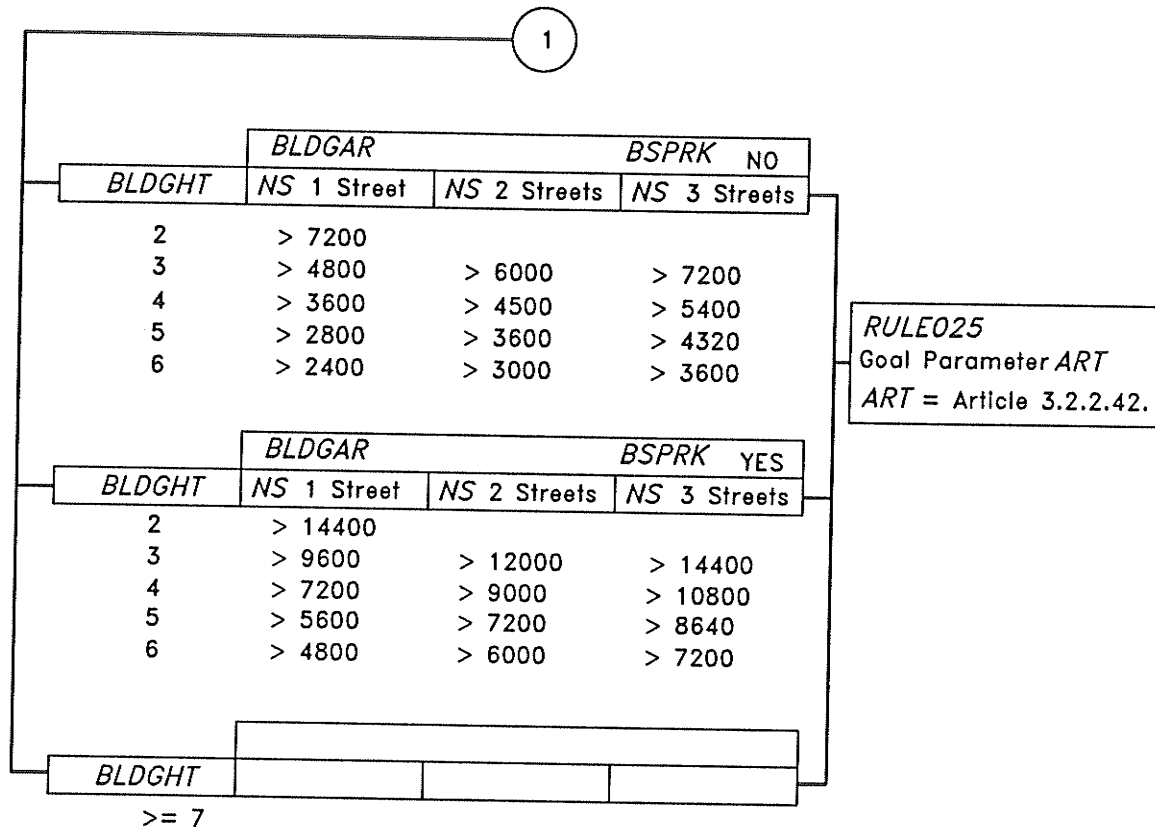 1
BLDGAR BSPRK NO
BLDGHT NS 1 Street NS 2 Streets NS 3 Streets
2 > 7200
3 > 4800 > 6000 > 7200
4 > 3600 > 4500 > 5400
5 > 2800 > 3600 > 4320
6 > 2400 > 3000 > 3600
RULE025
Goal Parameter ART
ART = Article 3.2.2.42.
BLDGAR BSPRK YES
BLDGHT NS 1 Street NS 2 Streets NS 3 Streets
2 > 14400
3 > 9600 > 12000 > 14400
4 > 7200 > 9000 > 10800
5 > 5600 > 7200 > 8640
6 > 4800 > 6000 > 7200
BLDGHT
>= 7